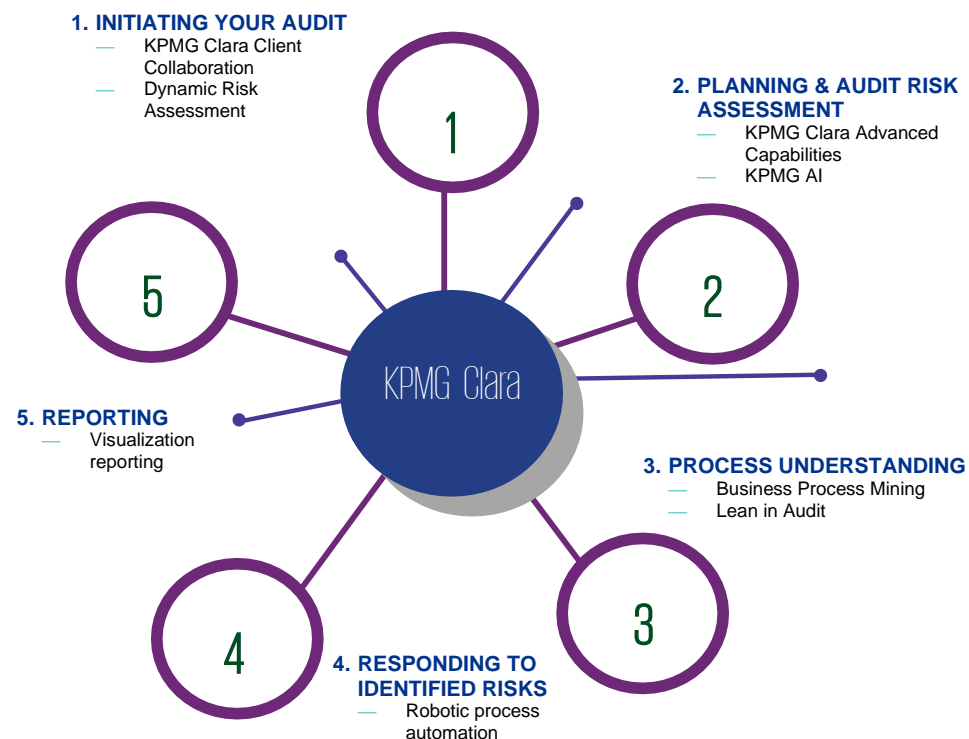 1. INITIATING YOUR AUDIT
— KPMG Clara Client
Collaboration
— Dynamic Risk
Assessment
1
2. PLANNING & AUDIT RISK
ASSESSMENT
— KPMG Clara Advanced
Capabilities
— KPMG AI
2
5
KPMG Clara
5. REPORTING
— Visualization
reporting
3. PROCESS UNDERSTANDING
— Business Process Mining
— Lean in Audit
3
4
4. RESPONDING TO
IDENTIFIED RISKS
— Robotic process
automation